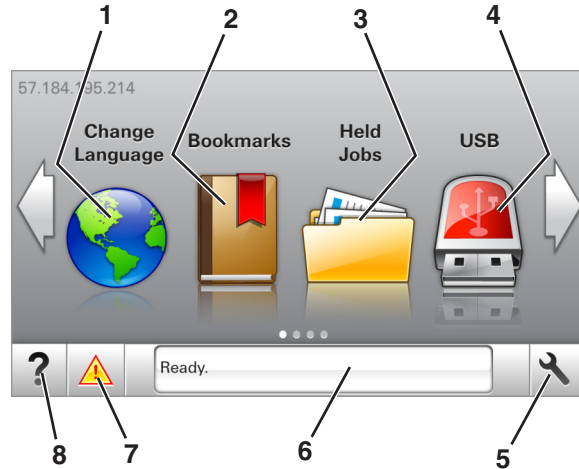 1 2 3 4
57.184.195.214
Change
Language
Bookmarks
Held
Jobs
USB
? Ready.
8 7 6 5